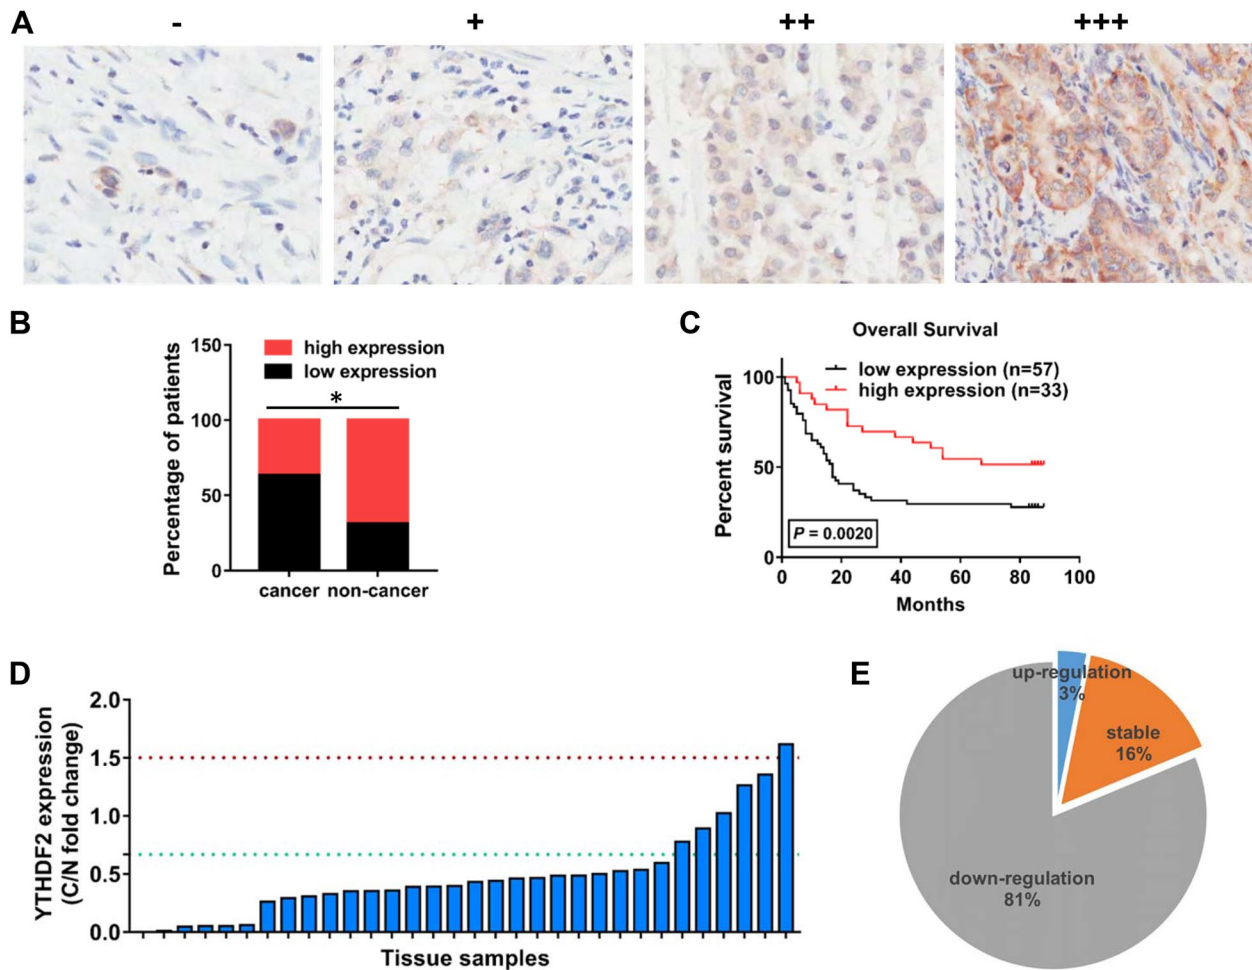 A
-
+
++
+++
B
150
100
50
0
Percentage of patients
high expression
low expression
*
cancer
non-cancer
C
Overall Survival
low expression (n=57)
high expression (n=33)
Percent survival
100
50
0
P = 0.0020
0
20
40
60
80
100
Months
D
YTHDF2 expression
(C/N fold change)
2.0
1.5
1.0
0.5
0.0
Tissue samples
E
up-regulation
3%
stable
16%
down-regulation
81%